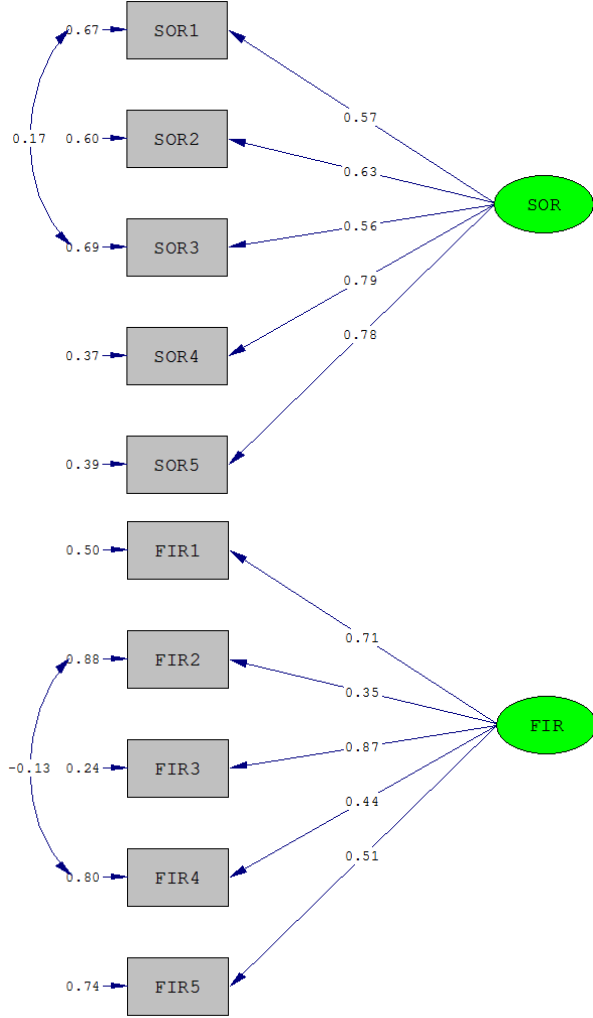 0.67 SOR1
0.57
0.17 0.60 SOR2
0.63
SOR
0.56
0.69 SOR3
0.79
0.78
0.37 SOR4
0.39 SOR5
0.50 FIR1
0.71
0.88 FIR2
0.35
FIR
0.87
-0.13 0.24 FIR3
0.44
0.51
0.80 FIR4
0.74 FIR5